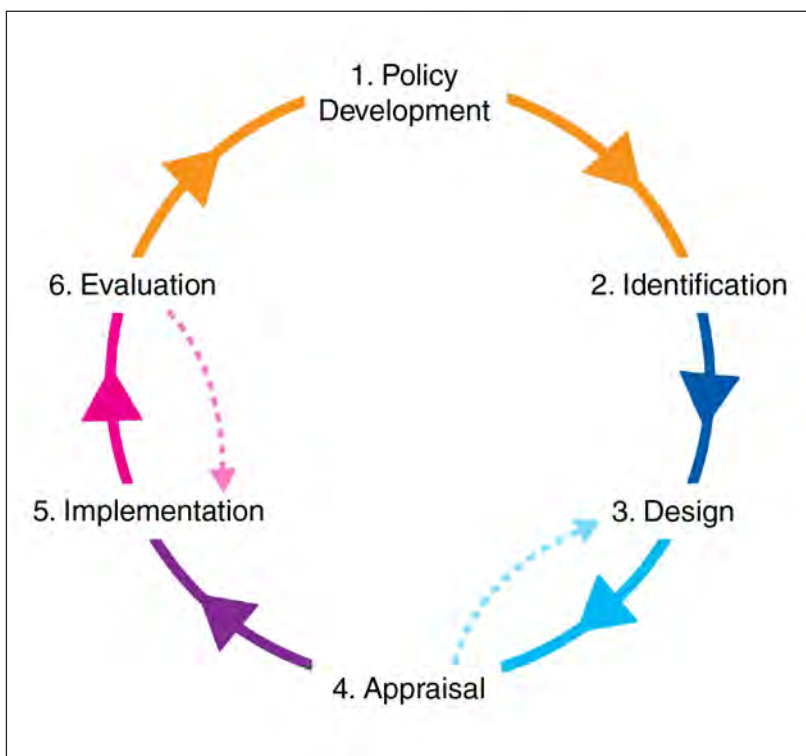 1. Policy
Development
2. Identification
3. Design
4. Appraisal
5. Implementation
6. Evaluation